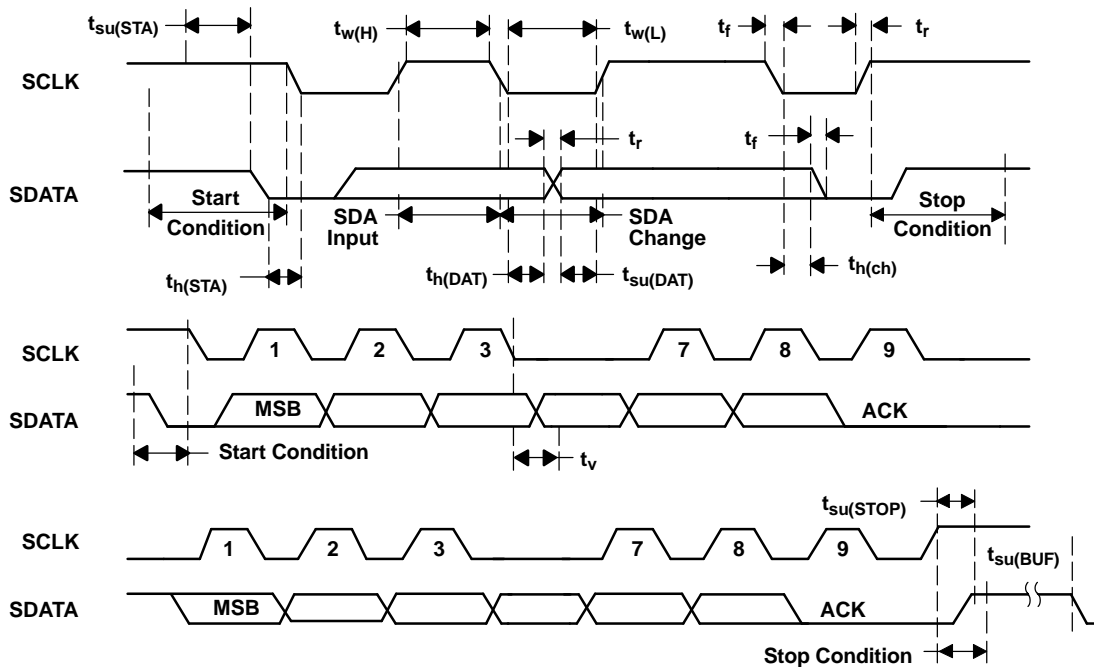 tsu(STA)
tw(H)
tw(L)
tf
tr
SCLK
tr
tf
SDATA
Start
Condition
SDA
Input
SDA
Change
Stop
Condition
th(STA)
th(DAT)
tsu(DAT)
th(ch)
SCLK
1
2
3
7
8
9
SDATA
MSB
ACK
Start Condition
tv
tsu(STOP)
SCLK
1
2
3
7
8
9
tsu(BUF)
SDATA
MSB
ACK
Stop Condition